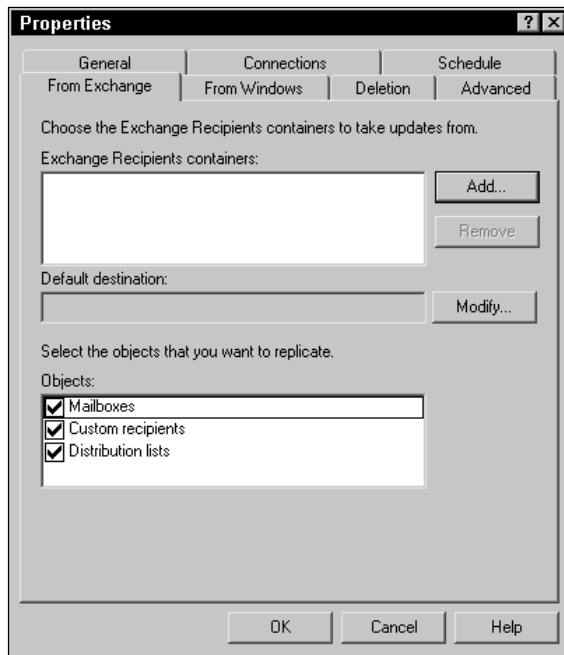 Properties
? ×
General Connections Schedule
From Exchange From Windows Deletion Advanced
Choose the Exchange Recipients containers to take updates from.
Exchange Recipients containers:
Add...
Remove
Default destination:
Modify...
Select the objects that you want to replicate.
Objects:
Mailboxes
Custom recipients
Distribution lists
OK Cancel Help